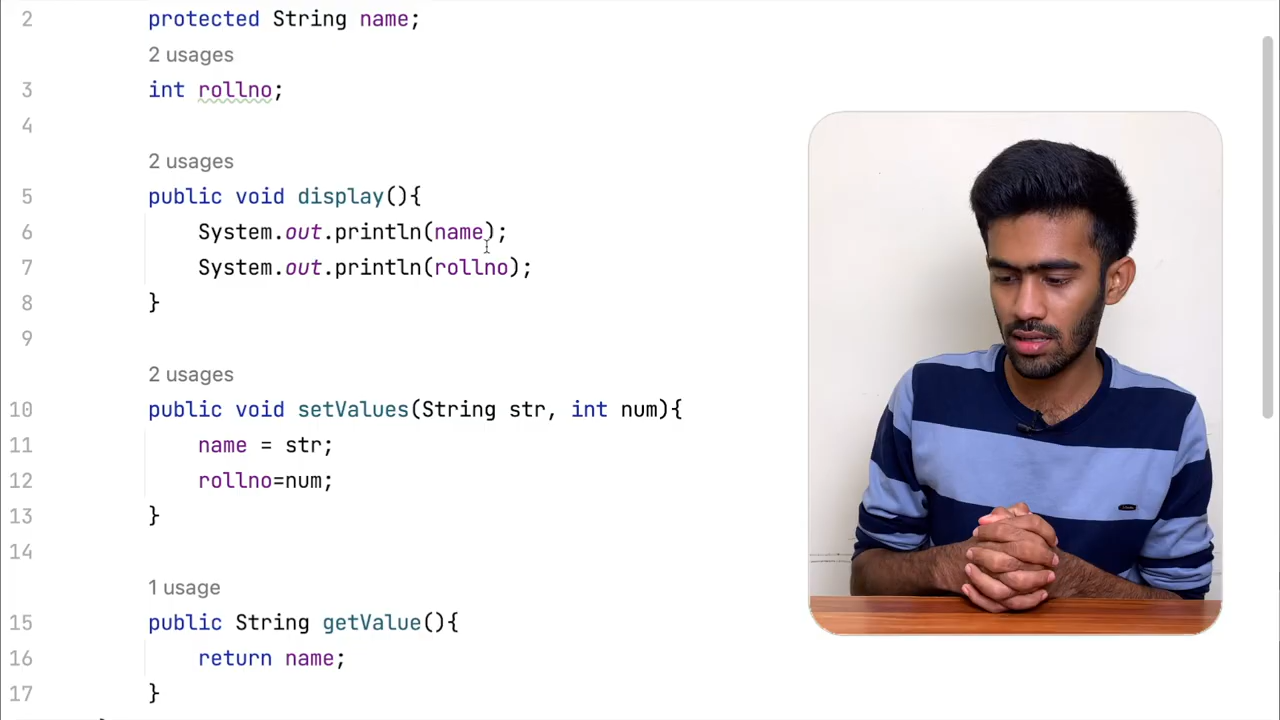 2 protected String name;
2 usages
3 int rollno;
4
2 usages
5 public void display(){
6 System.out.println(name);
7 System.out.println(rollno);
8 }
9
2 usages
10 public void setValues(String str, int num){
11 name = str;
12 rollno=num;
13 }
14
1 usage
15 public String getValue(){
16 return name;
17 }